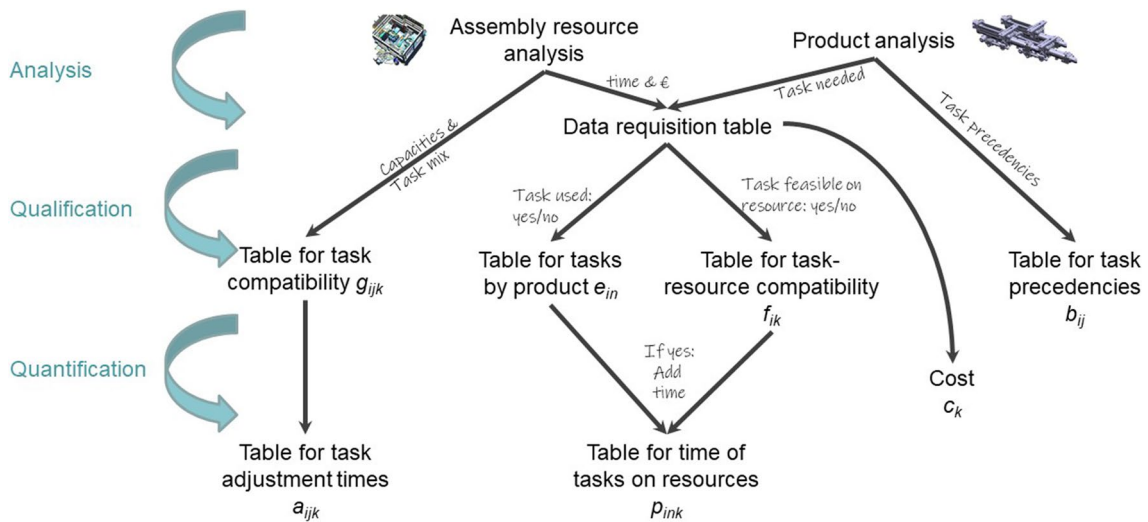 Assembly resource
analysis
Product analysis
Analysis
time & €
Task needed
Data requisition table
Capacities &
Task mix
Task precedencies
Qualification
Task used:
yes/no
Task feasible on
resource: yes/no
Table for task
compatibility gijk
Table for tasks
by product ein
Table for task-
resource compatibility
fik
Table for task
precedencies
bij
Quantification
If yes:
Add
time
Cost
ck
Table for task
adjustment times
aijk
Table for time of
tasks on resources
pink